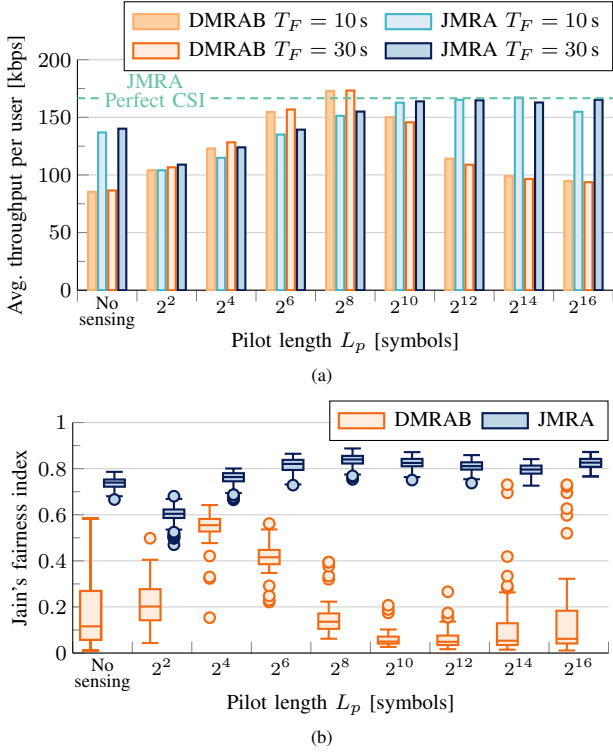 DMRAB T_F = 10 s JMRA T_F = 10 s
DMRAB T_F = 30 s JMRA T_F = 30 s
JMRA
Perfect CSI
Avg. throughput per user [kbps]
200
150
100
50
0
No sensing 2^2 2^4 2^6 2^8 2^10 2^12 2^14 2^16
Pilot length L_p [symbols]
(a)
DMRAB JMRA
Jain's fairness index
1
0.8
0.6
0.4
0.2
0
No sensing 2^2 2^4 2^6 2^8 2^10 2^12 2^14 2^16
Pilot length L_p [symbols]
(b)